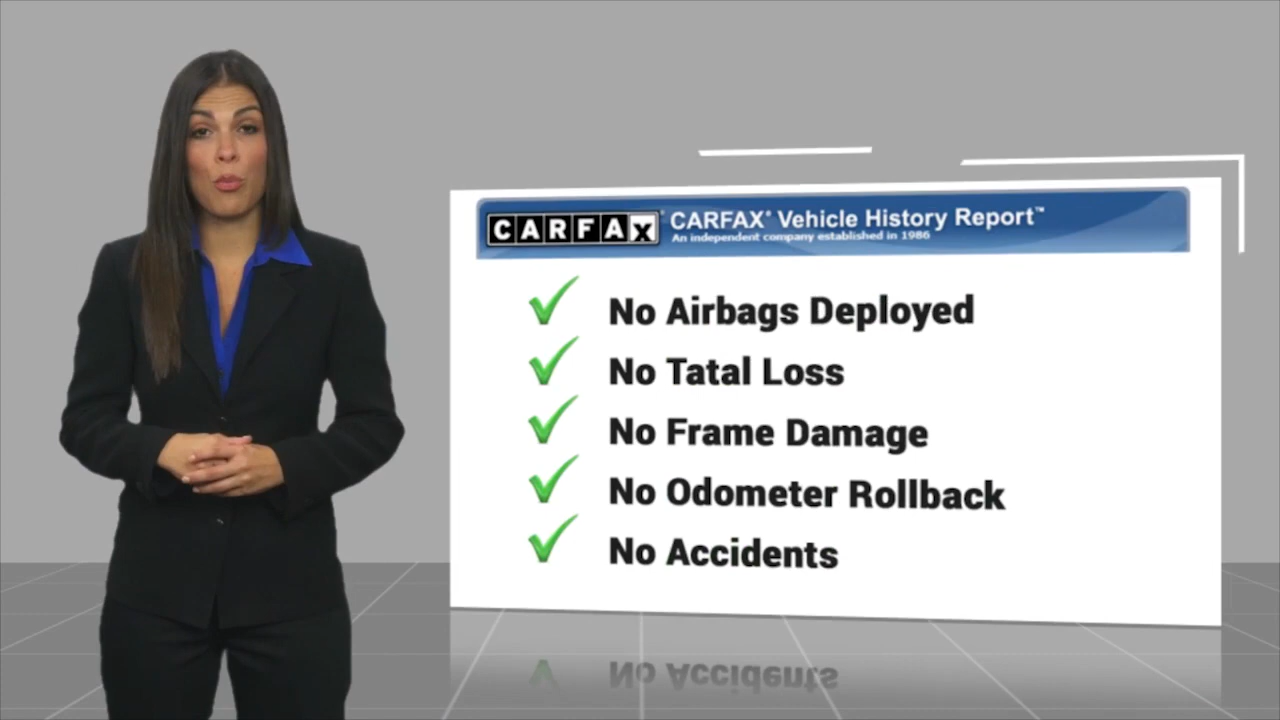 CARFAX® CARFAX® Vehicle History Report™
An independent company established in 1986
No Airbags Deployed
No Tatal Loss
No Frame Damage
No Odometer Rollback
No Accidents
No Accidents